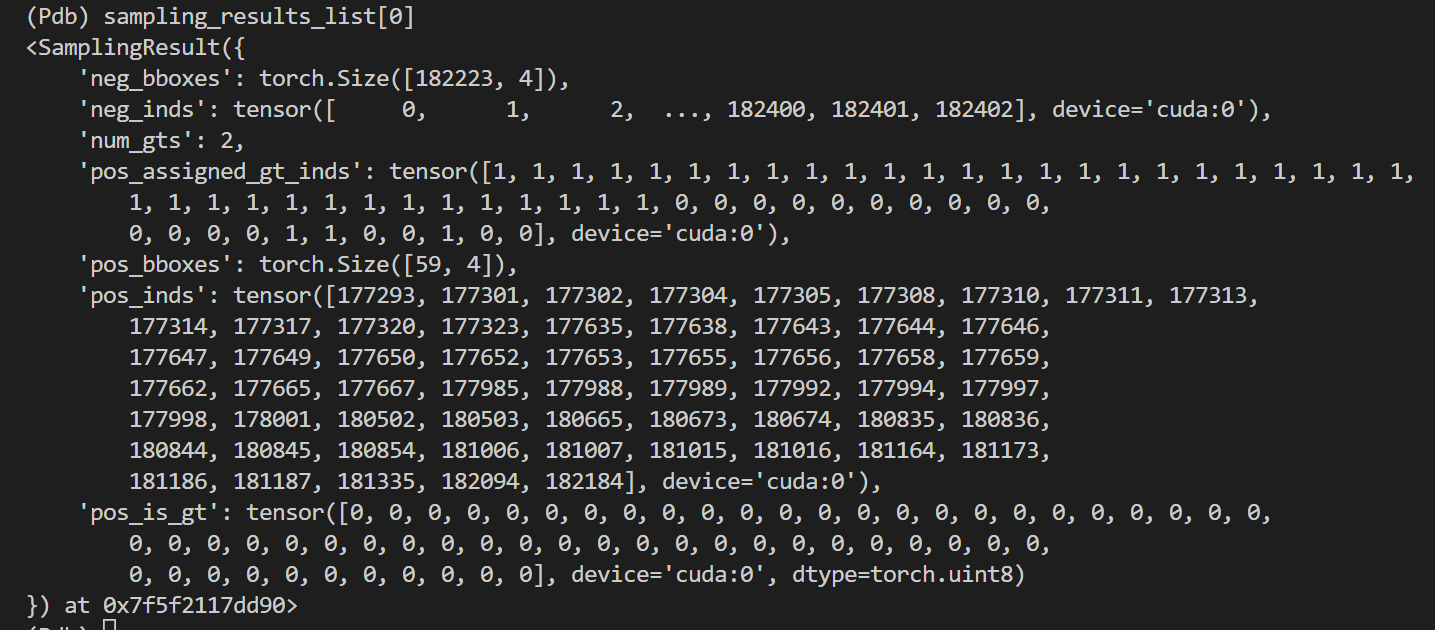 (Pdb) sampling_results_list[0]
<SamplingResult({
    'neg_bboxes': torch.Size([182223, 4]),
    'neg_inds': tensor([     0,      1,      2,  ..., 182400, 182401, 182402], device='cuda:0'),
    'num_gts': 2,
    'pos_assigned_gt_inds': tensor([1, 1, 1, 1, 1, 1, 1, 1, 1, 1, 1, 1, 1, 1, 1, 1, 1, 1, 1, 1, 1, 1, 1, 1,
        1, 1, 1, 1, 1, 1, 1, 1, 1, 1, 1, 1, 1, 1, 0, 0, 0, 0, 0, 0, 0, 0, 0, 0,
        0, 0, 0, 0, 1, 1, 0, 0, 1, 0, 0], device='cuda:0'),
    'pos_bboxes': torch.Size([59, 4]),
    'pos_inds': tensor([177293, 177301, 177302, 177304, 177305, 177308, 177310, 177311, 177313,
        177314, 177317, 177320, 177323, 177635, 177638, 177643, 177644, 177646,
        177647, 177649, 177650, 177652, 177653, 177655, 177656, 177658, 177659,
        177662, 177665, 177667, 177985, 177988, 177989, 177992, 177994, 177997,
        177998, 178001, 180502, 180503, 180665, 180673, 180674, 180835, 180836,
        180844, 180845, 180854, 181006, 181007, 181015, 181016, 181164, 181173,
        181186, 181187, 181335, 182094, 182184], device='cuda:0'),
    'pos_is_gt': tensor([0, 0, 0, 0, 0, 0, 0, 0, 0, 0, 0, 0, 0, 0, 0, 0, 0, 0, 0, 0, 0, 0, 0, 0,
        0, 0, 0, 0, 0, 0, 0, 0, 0, 0, 0, 0, 0, 0, 0, 0, 0, 0, 0, 0, 0, 0, 0, 0,
        0, 0, 0, 0, 0, 0, 0, 0, 0, 0, 0], device='cuda:0', dtype=torch.uint8)
}) at 0x7f5f2117dd90>
(Pdb)